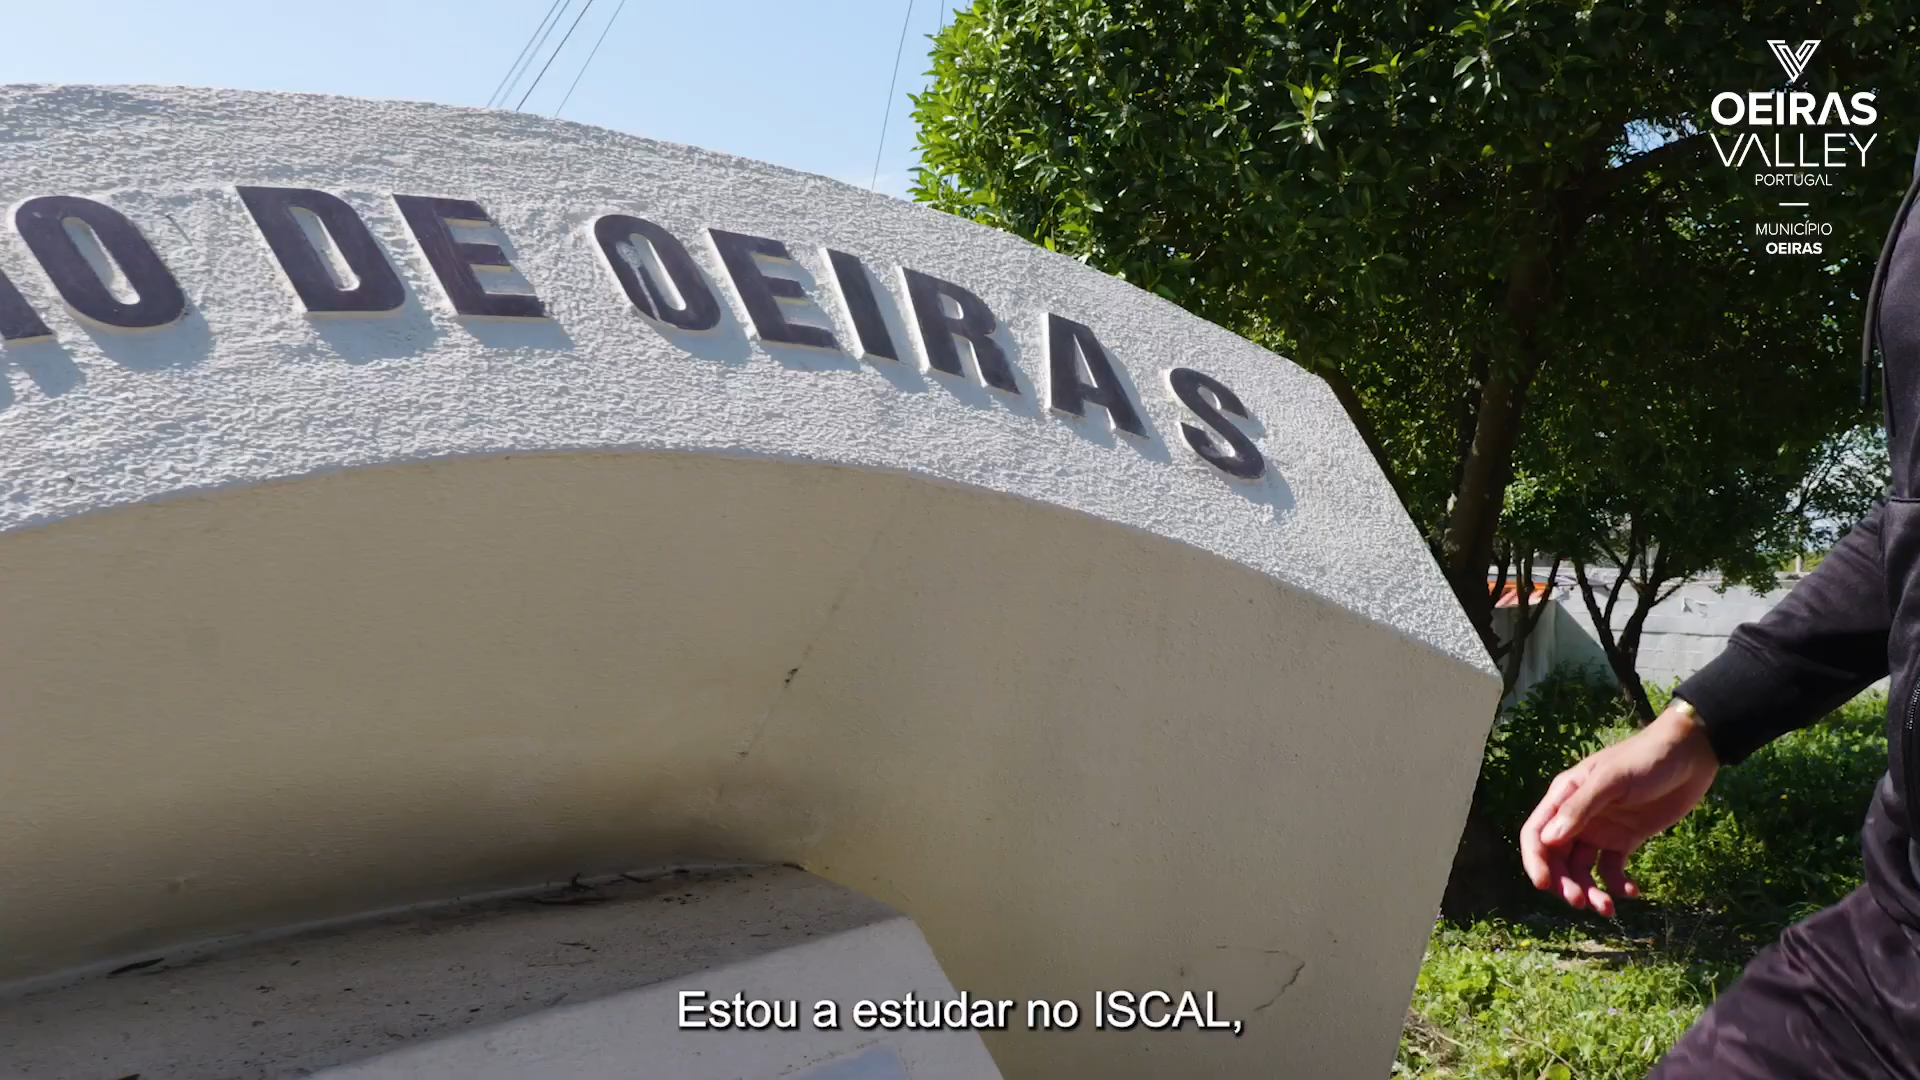 DE OEIRAS
OEIRAS
VALLEY
PORTUGAL
MUNICÍPIO
OEIRAS
Estou a estudar no ISCAL,